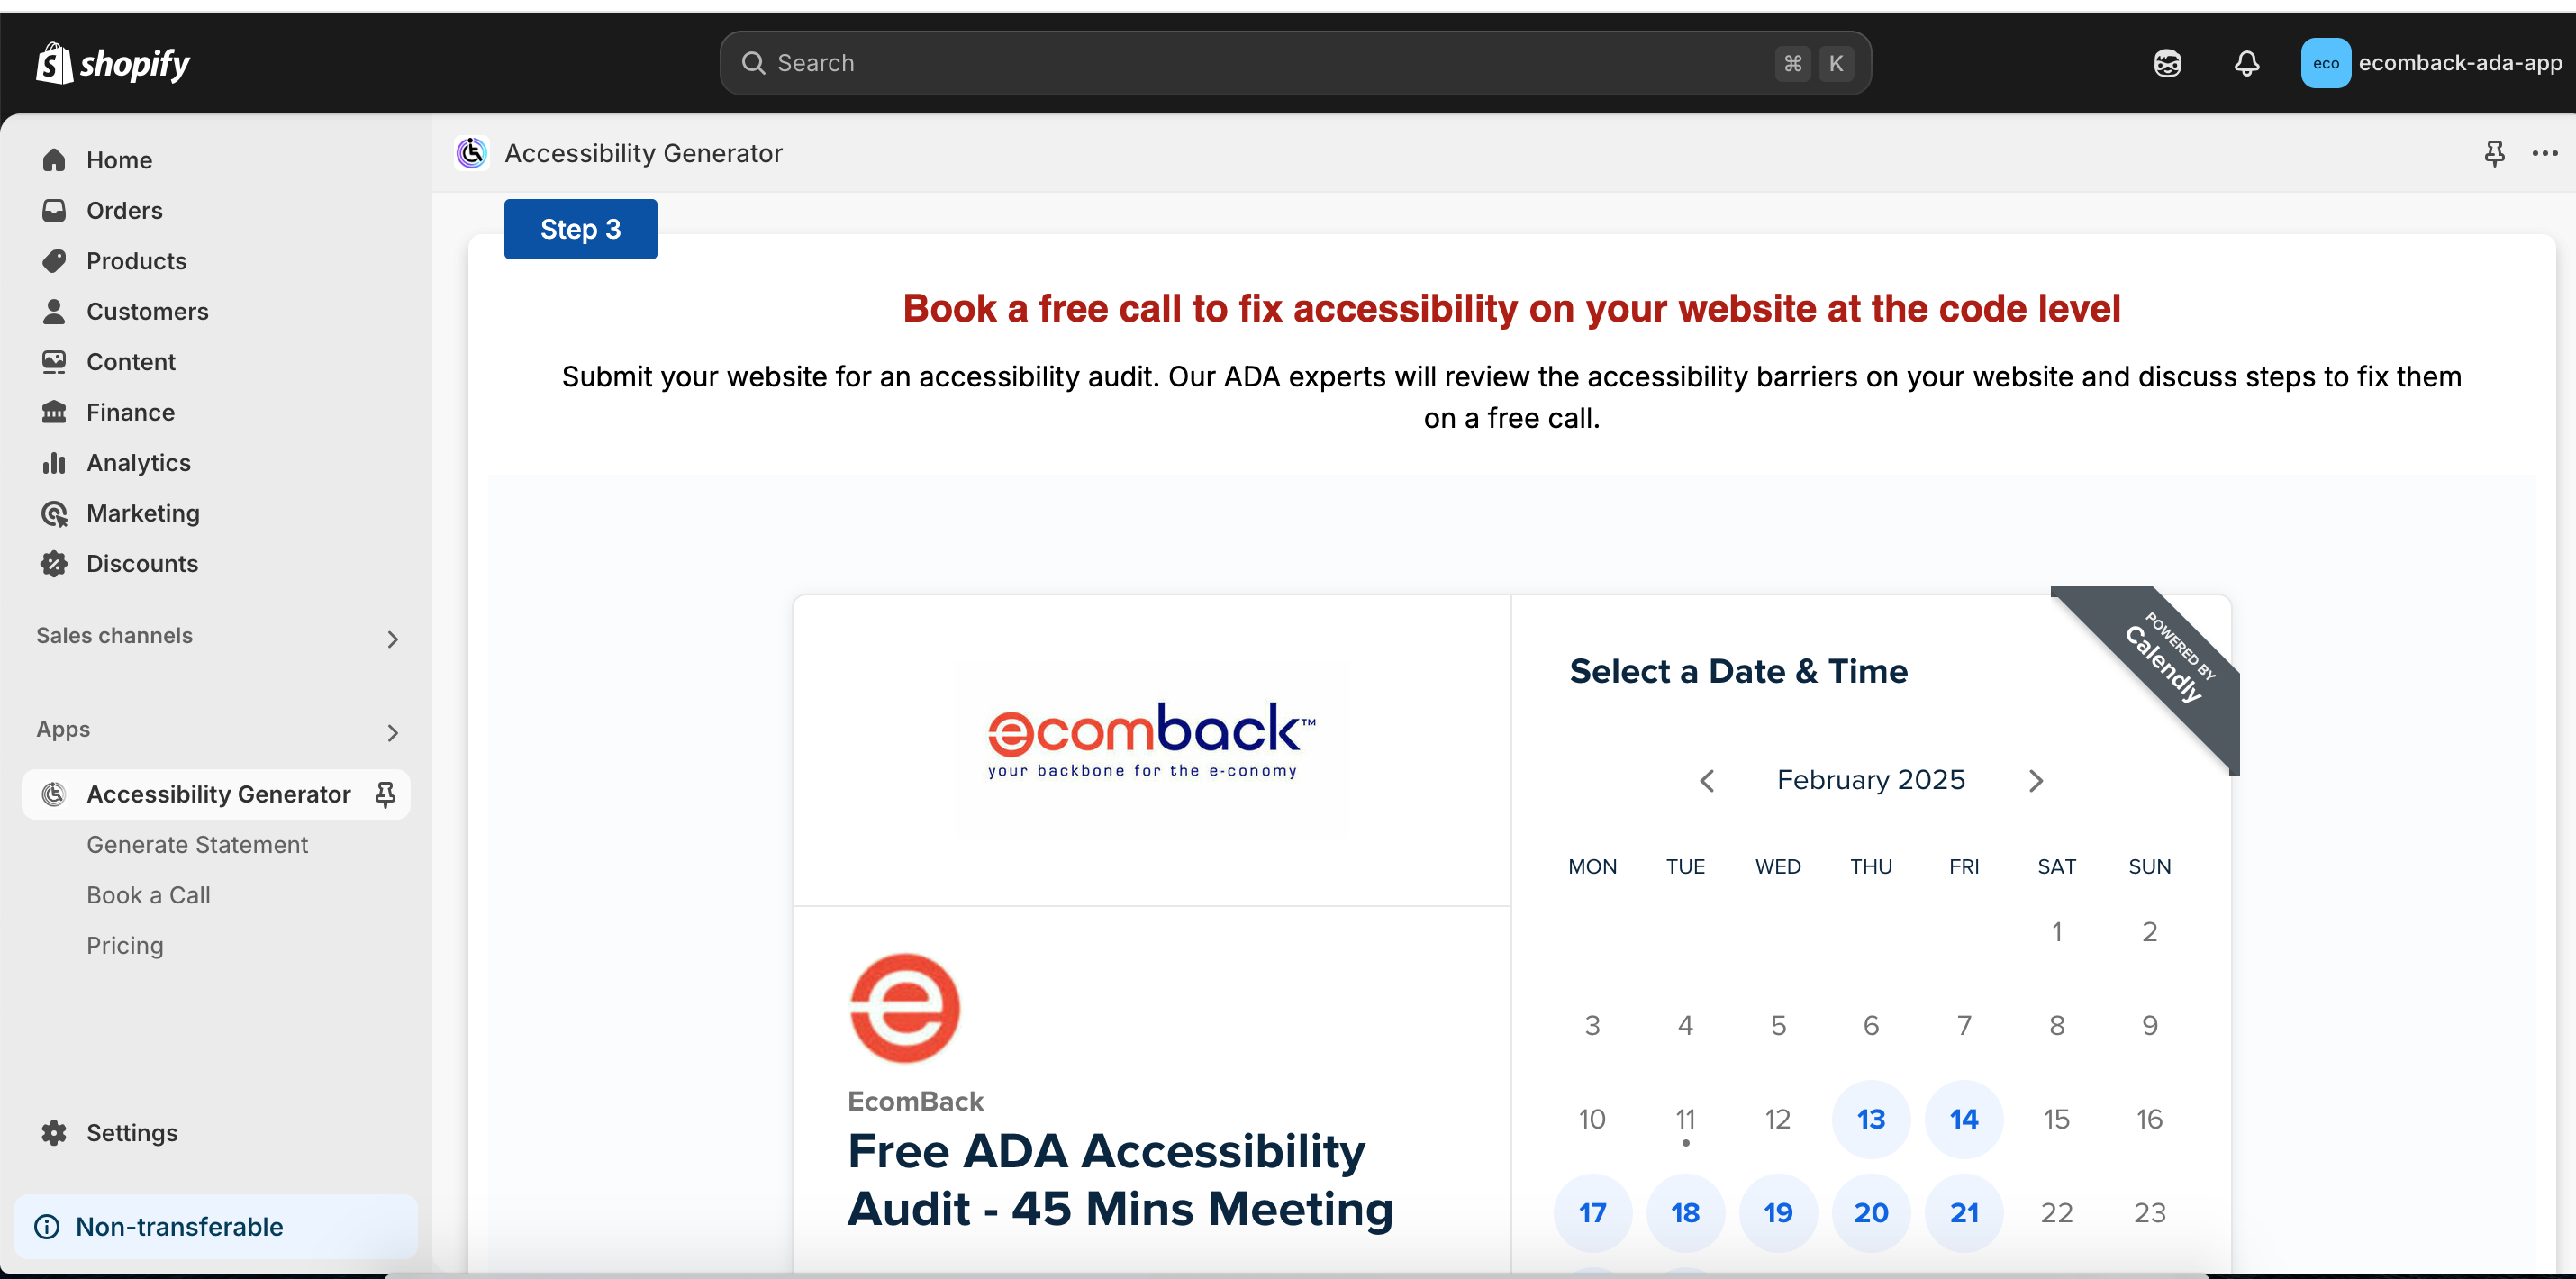 shopify
Search
⌘ K
eco
ecomback-ada-app
Home
Orders
Products
Customers
Content
Finance
Analytics
Marketing
Discounts
Sales channels
Apps
Accessibility Generator
Generate Statement
Book a Call
Pricing
Settings
Non-transferable
Accessibility Generator
Step 3
Book a free call to fix accessibility on your website at the code level
Submit your website for an accessibility audit. Our ADA experts will review the accessibility barriers on your website and discuss steps to fix them
on a free call.
ecomback™
your backbone for the e-conomy
EcomBack
Free ADA Accessibility
Audit - 45 Mins Meeting
Select a Date & Time
POWERED BY
Calendly
February 2025
MON TUE WED THU FRI SAT SUN
1 2
3 4 5 6 7 8 9
10 11 12 13 14 15 16
17 18 19 20 21 22 23